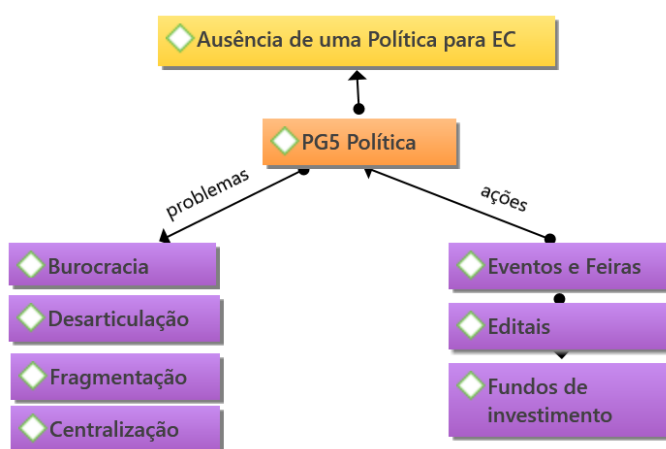 Ausência de uma Política para EC
PG5 Política
problemas
ações
Burocracia
Desarticulação
Fragmentação
Centralização
Eventos e Feiras
Editais
Fundos de
investimento